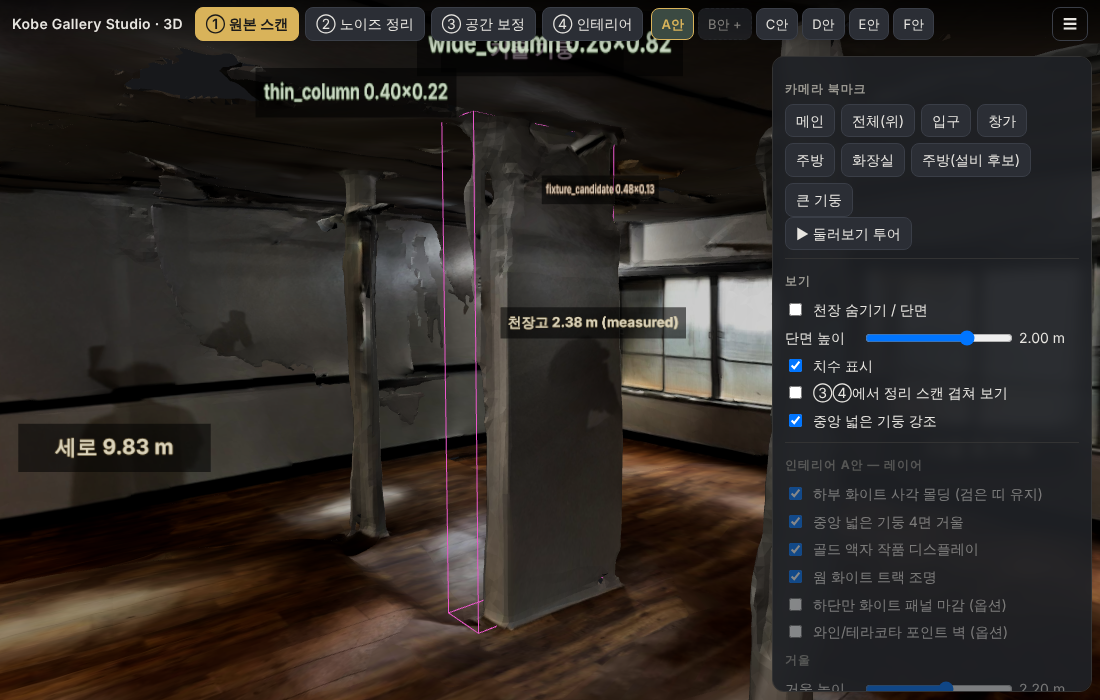 Kobe Gallery Studio · 3D
① 원본 스캔
② 노이즈 정리
③ 공간 보정
④ 인테리어
A안
B안 +
C안
D안
E안
F안
☰
wide_column 0.26×0.82
thin_column 0.40×0.22
fixture_candidate 0.48×0.13
천장고 2.38 m (measured)
세로 9.83 m
카메라 북마크
메인
전체(위)
입구
창가
주방
화장실
주방(설비 후보)
큰 기둥
▶ 둘러보기 투어
보기
천장 숨기기 / 단면
단면 높이 2.00 m
치수 표시
③④에서 정리 스캔 겹쳐 보기
중앙 넓은 기둥 강조
인테리어 A안 — 레이어
하부 화이트 사각 몰딩 (검은 띠 유지)
중앙 넓은 기둥 4면 거울
골드 액자 작품 디스플레이
웜 화이트 트랙 조명
하단만 화이트 패널 마감 (옵션)
와인/테라코타 포인트 벽 (옵션)
거울
거울 높이 2.20 m